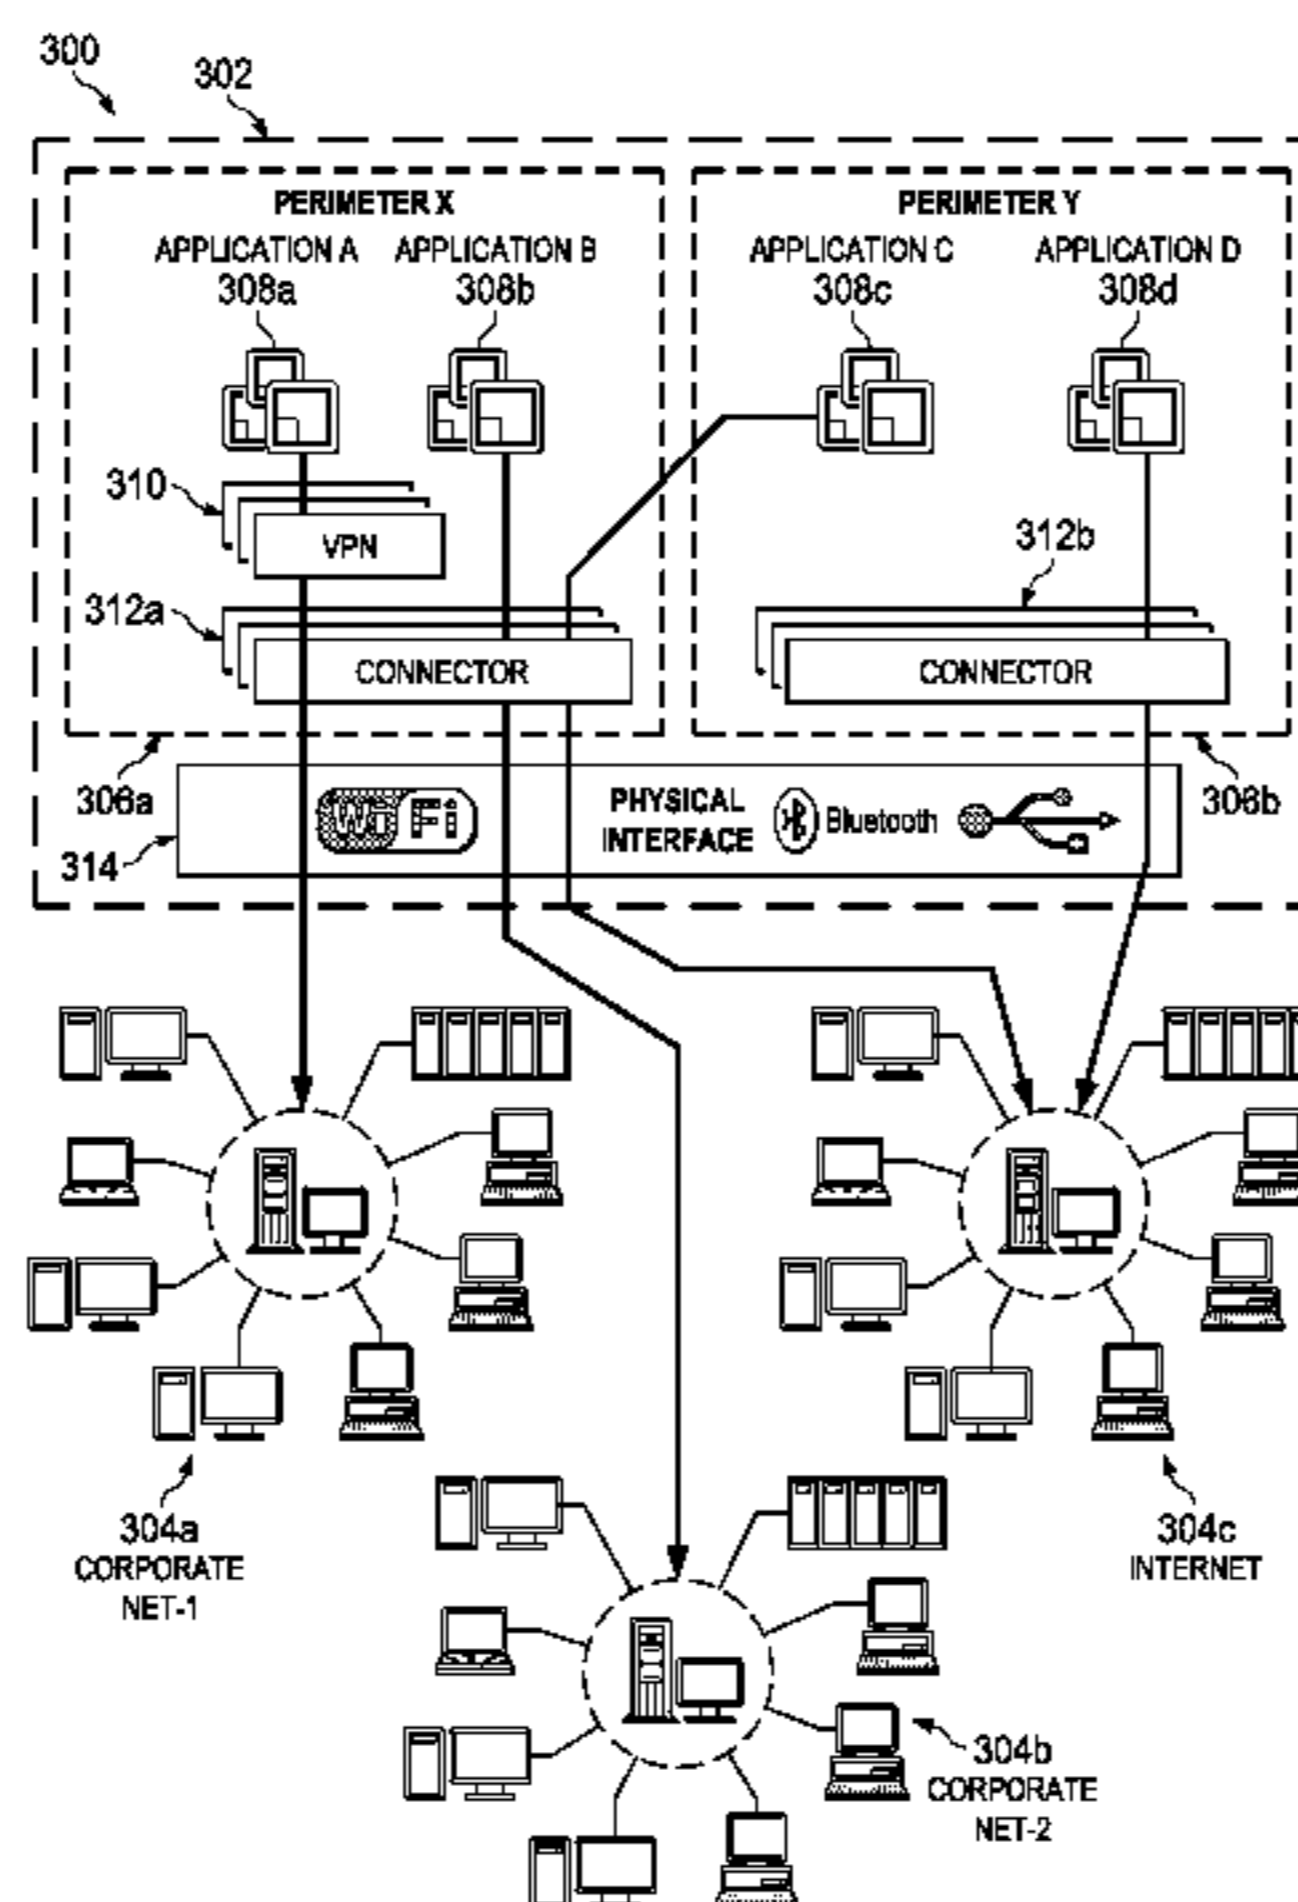 300
302
PERIMETER X
PERIMETER Y
APPLICATION A
APPLICATION B
APPLICATION C
APPLICATION D
308a
308b
308c
308d
310
VPN
312b
312a
CONNECTOR
CONNECTOR
306a
306b
314
Wi Fi
PHYSICAL
INTERFACE
Bluetooth
304a
CORPORATE
NET-1
304c
INTERNET
304b
CORPORATE
NET-2